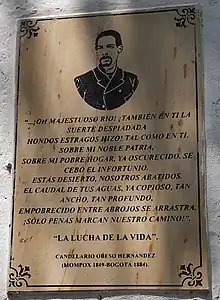 "...¡OH MAJESTUOSO RIO! ¡TAMBIÉN EN TI LA
SUERTE DESPIADADA
HONDOS ESTRAGOS HIZO! TAL COMO EN TI,
SOBRE MI NOBLE PATRIA.
SOBRE MI POBRE HOGAR, YA OSCURECIDO, SE
CEBÓ EL INFORTUNIO.
ESTÁS DESIERTO, NOSOTROS ABATIDOS.
EL CAUDAL DE TUS AGUAS, YA COPIOSO, TAN
ANCHO, TAN PROFUNDO,
EMPOBRECIDO ENTRE ABROJOS SE ARRASTRA.
¡SÓLO PENAS MARCAN NUESTRO CAMINO!".
"LA LUCHA DE LA VIDA".
CANDELARIO OBESO HERNÁNDEZ
(MOMPOX 1849-BOGOTA 1884).